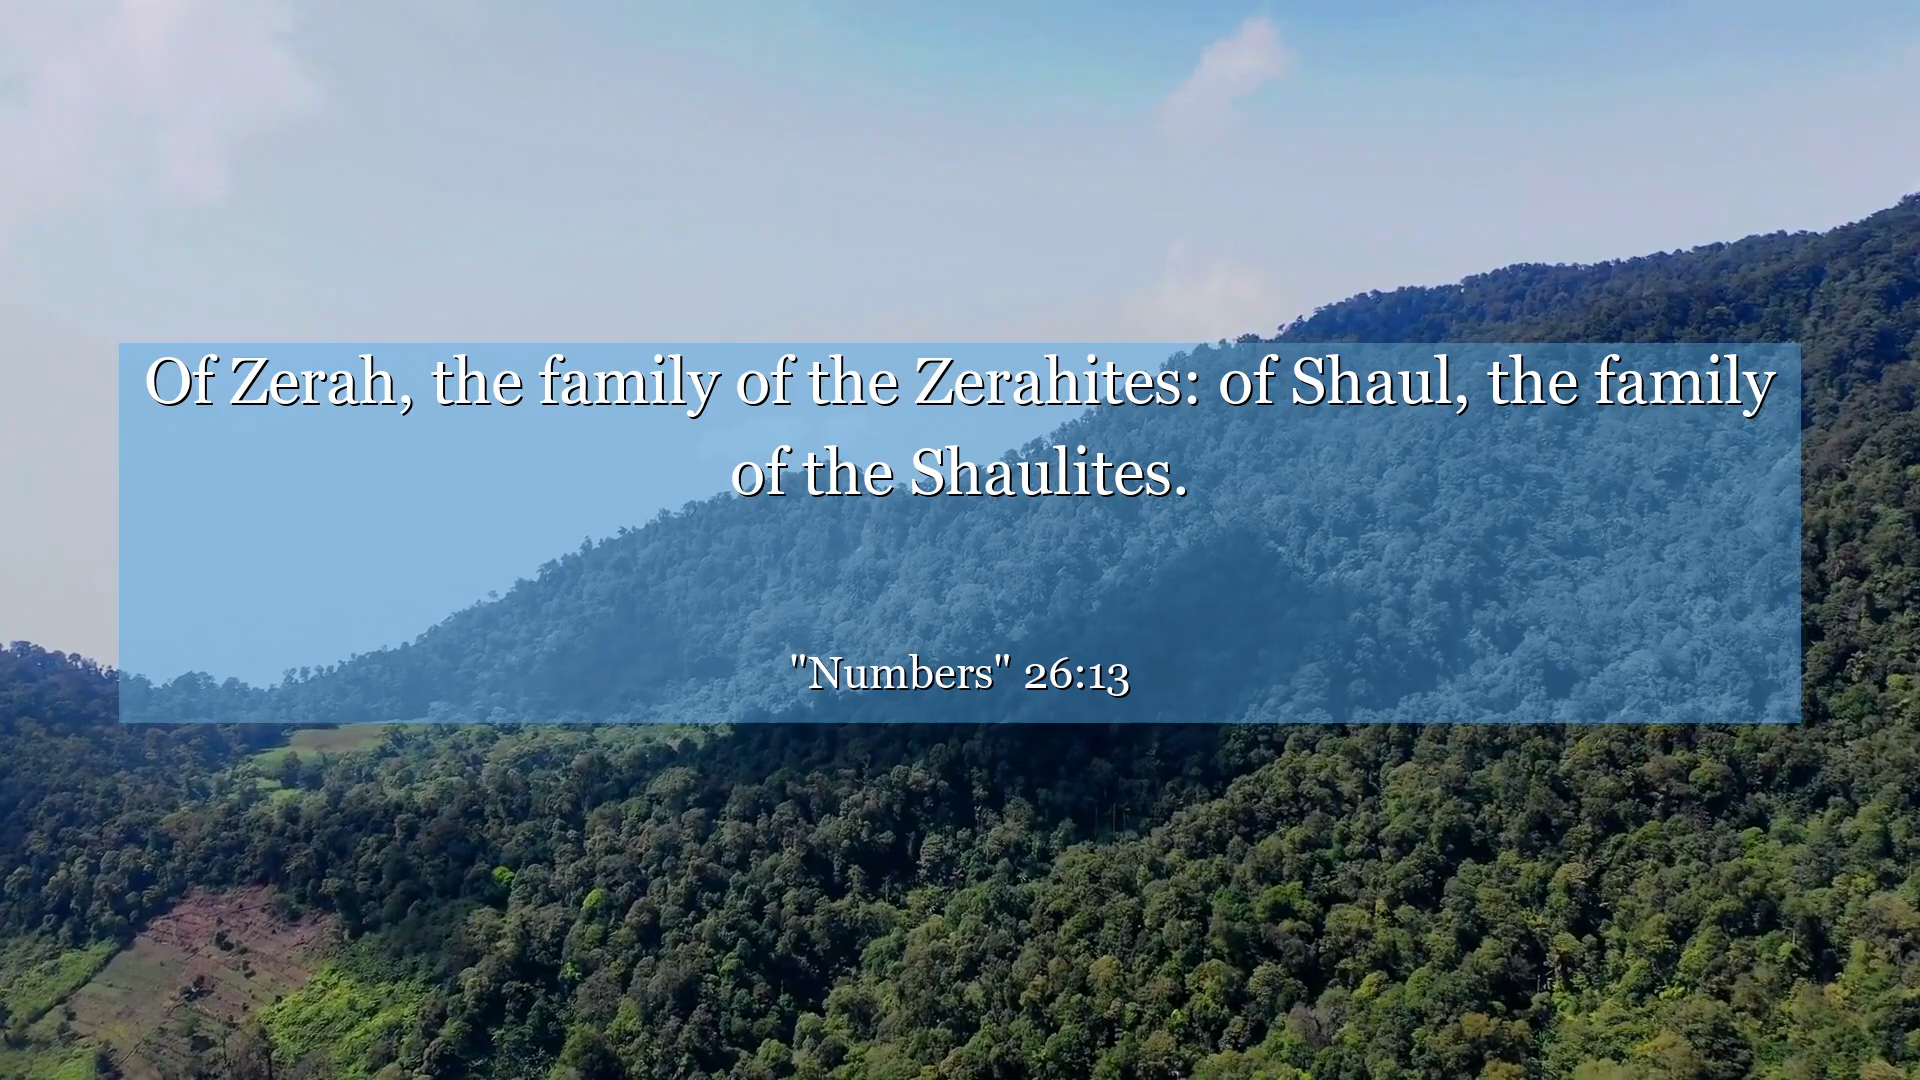 Of Zerah, the family of the Zerahites: of Shaul, the family
of the Shaulites.
"Numbers" 26:13